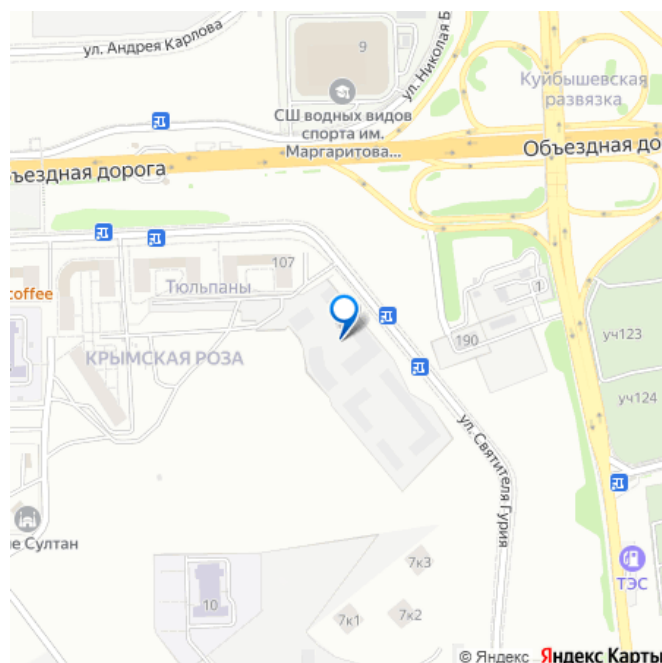 ул. Андрея Карлова
9
ул. Николая Б
СШ водных видов
спорта им.
Маргаритова...
Куйбышевская
развязка
ъездная дорога
Объездная до
107
Тюльпаны
coffee
1
190
КРЫМСКАЯ РОЗА
уч123
уч124
ул. Святителя Гурия
е Султан
7к3
ТЭС
10
7к1
7к2
© Яндекс Яндекс Карты